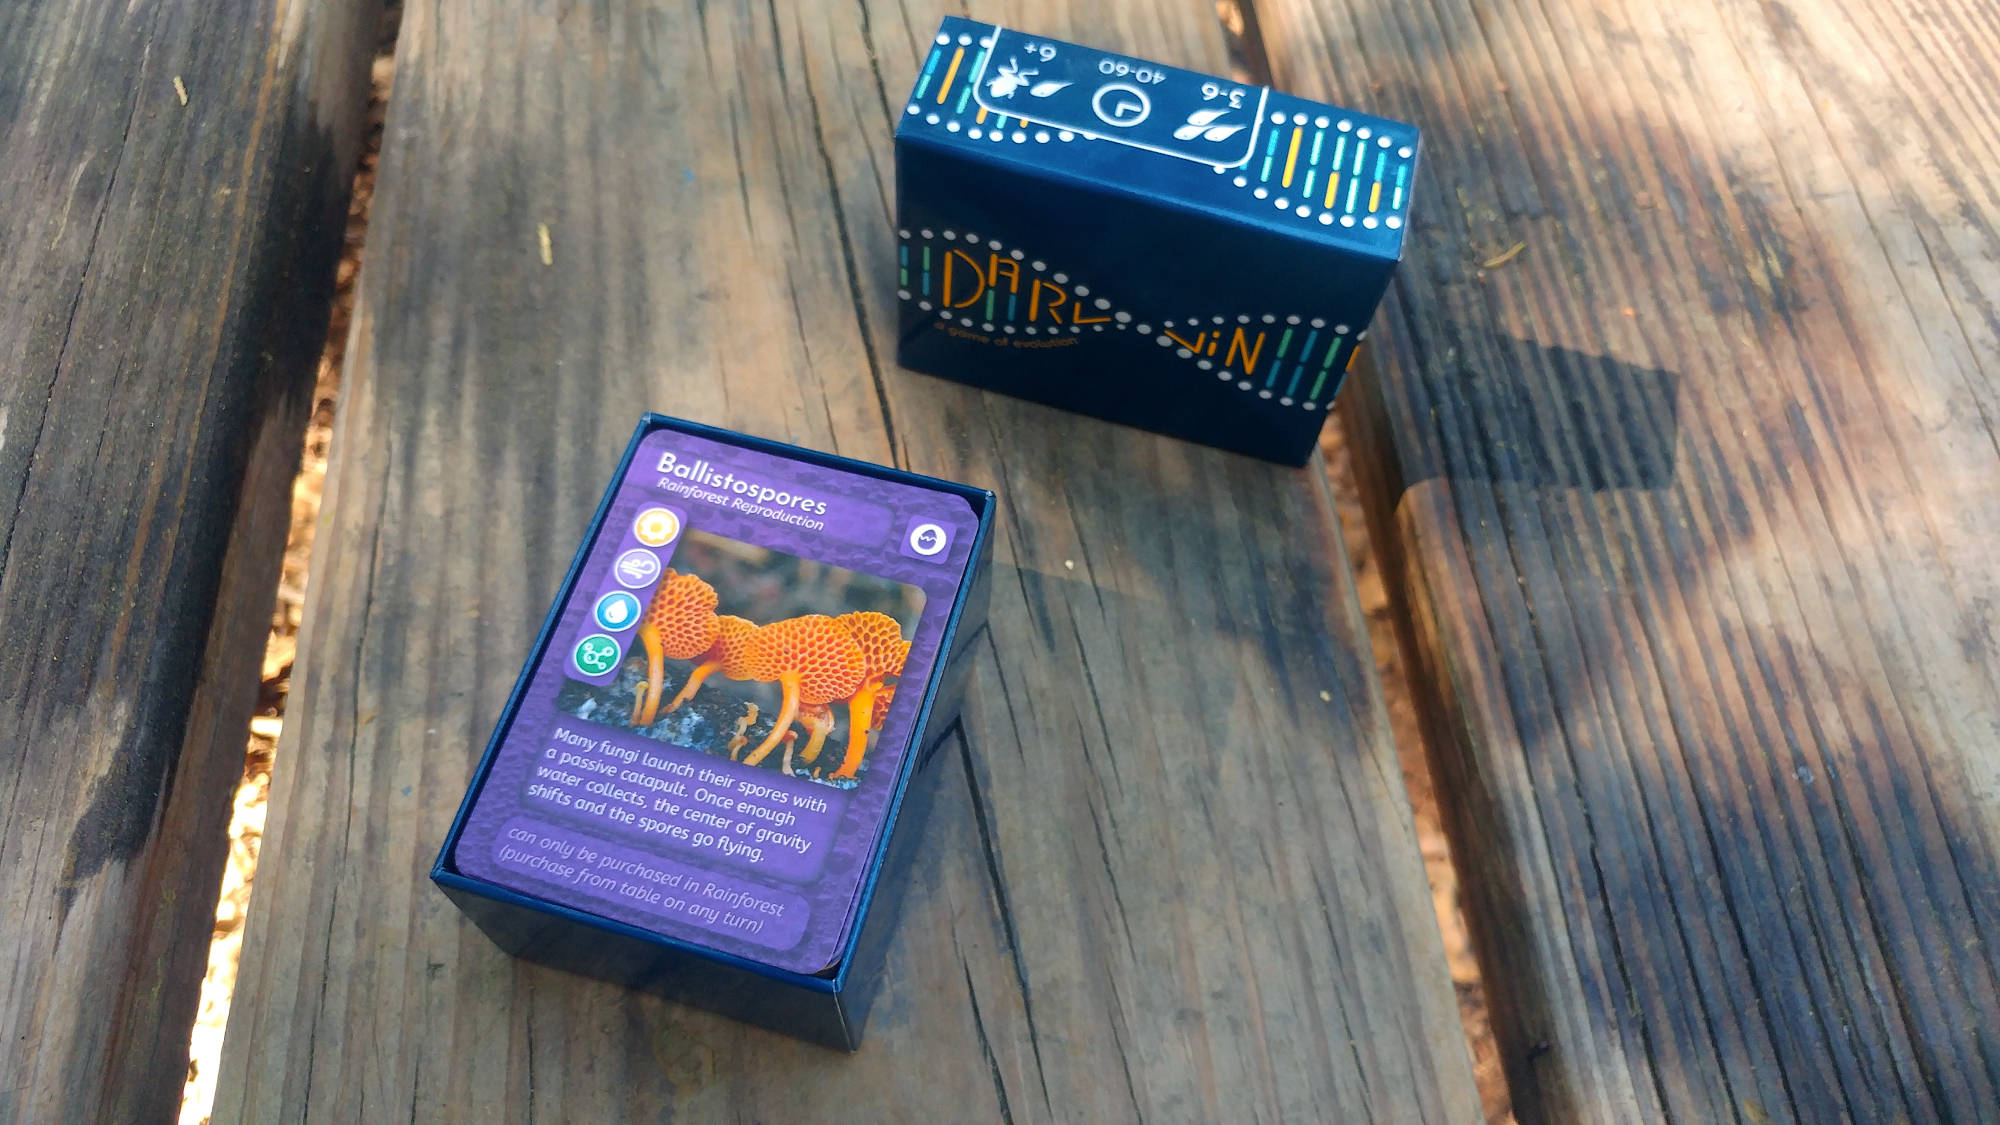 6+
40-60
3-6
DARWiN
a game of evolution
Ballistospores
Rainforest Reproduction
Many fungi launch their spores with
a passive catapult. Once enough
water collects, the center of gravity
shifts and the spores go flying.
can only be purchased in Rainforest
(purchase from table on any turn)